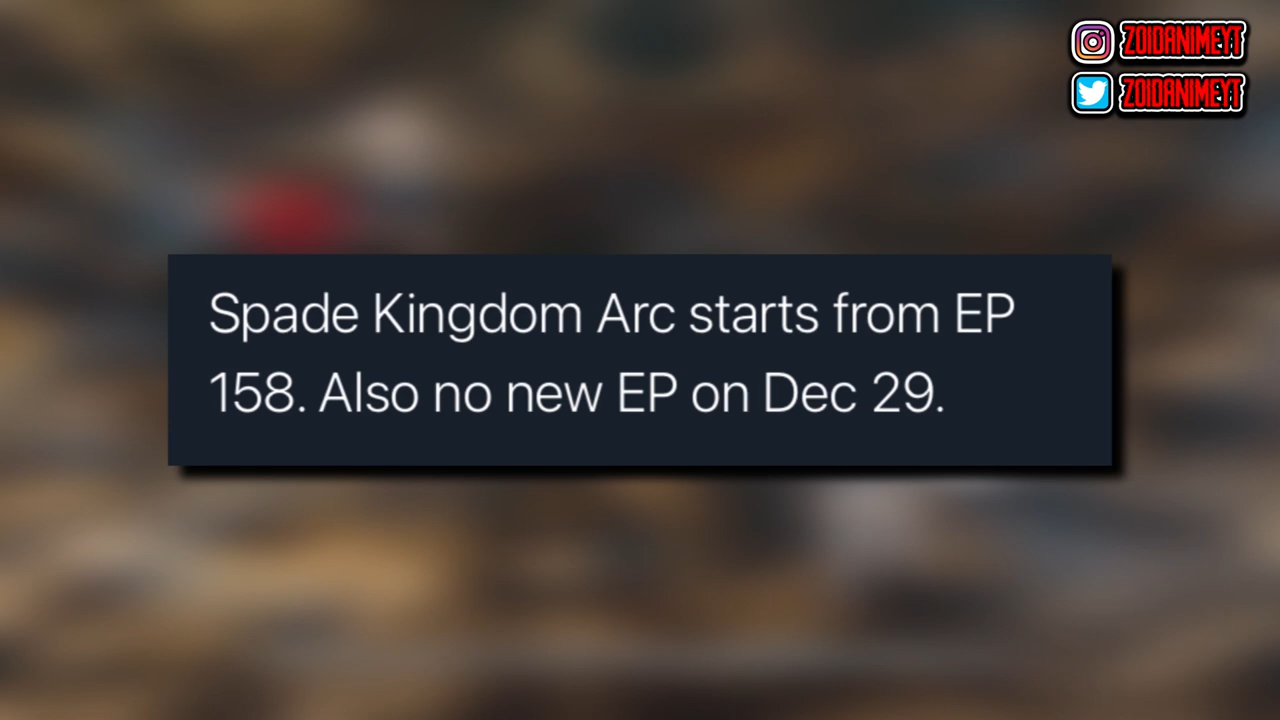 ZOIDANIMEYT
ZOIDANIMEYT
Spade Kingdom Arc starts from EP
158. Also no new EP on Dec 29.